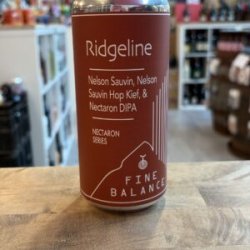 Ridgeline
Nelson Sauvin, Nelson
Sauvin Hop Kief, &
Nectaron DIPA
NECTARON
SERIES
FINE
BALANCE